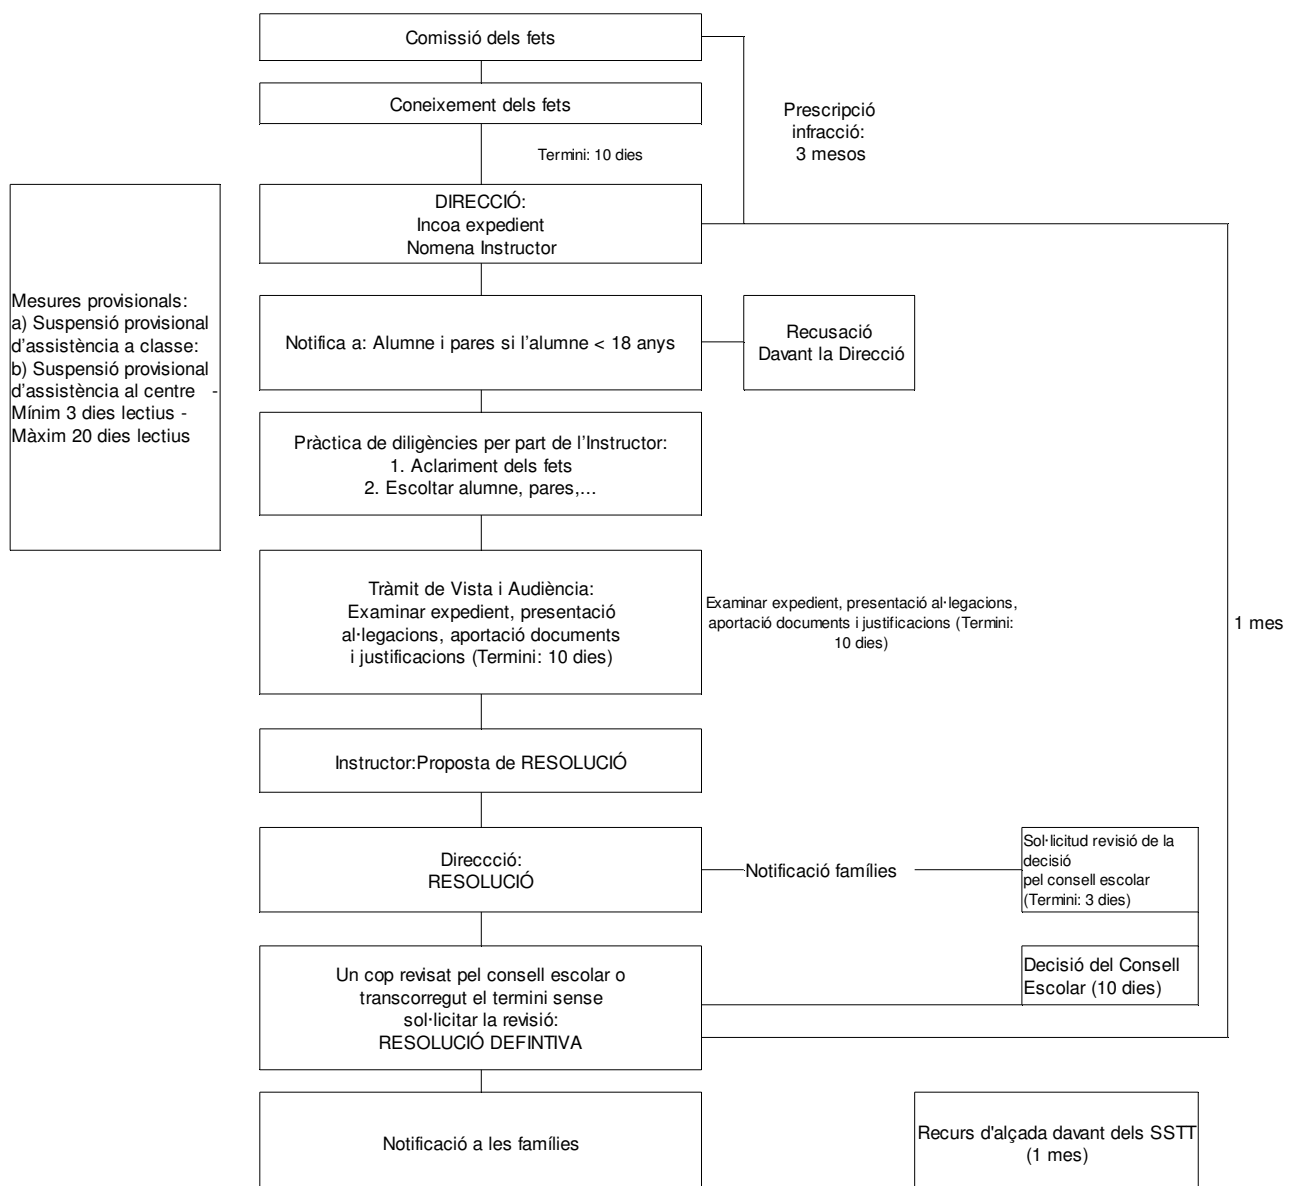 Comissió dels fets
Coneixement dels fets
Prescripció
infracció:
3 mesos
Termini: 10 dies
DIRECCIÓ:
Incoa expedient
Nomena Instructor
Mesures provisionals:
a) Suspensió provisional
d'assistència a classe:
b) Suspensió provisional
d'assistència al centre -
Mínim 3 dies lectius -
Màxim 20 dies lectius
Notifica a: Alumne i pares si l'alumne < 18 anys
Recusació
Davant la Direcció
Pràctica de diligències per part de l'Instructor:
1. Aclariment dels fets
2. Escoltar alumne, pares,...
Tràmit de Vista i Audiència:
Examinar expedient, presentació
al·legacions, aportació documents
i justificacions (Termini: 10 dies)
Examinar expedient, presentació al·legacions,
aportació documents i justificacions (Termini:
10 dies)
1 mes
Instructor:Proposta de RESOLUCIÓ
Direccció:
RESOLUCIÓ
Notificació famílies
Sol·licitud revisió de la
decisió
pel consell escolar
(Termini: 3 dies)
Un cop revisat pel consell escolar o
transcorregut el termini sense
sol·licitar la revisió:
RESOLUCIÓ DEFINTIVA
Decisió del Consell
Escolar (10 dies)
Notificació a les famílies
Recurs d'alçada davant dels SSTT
(1 mes)